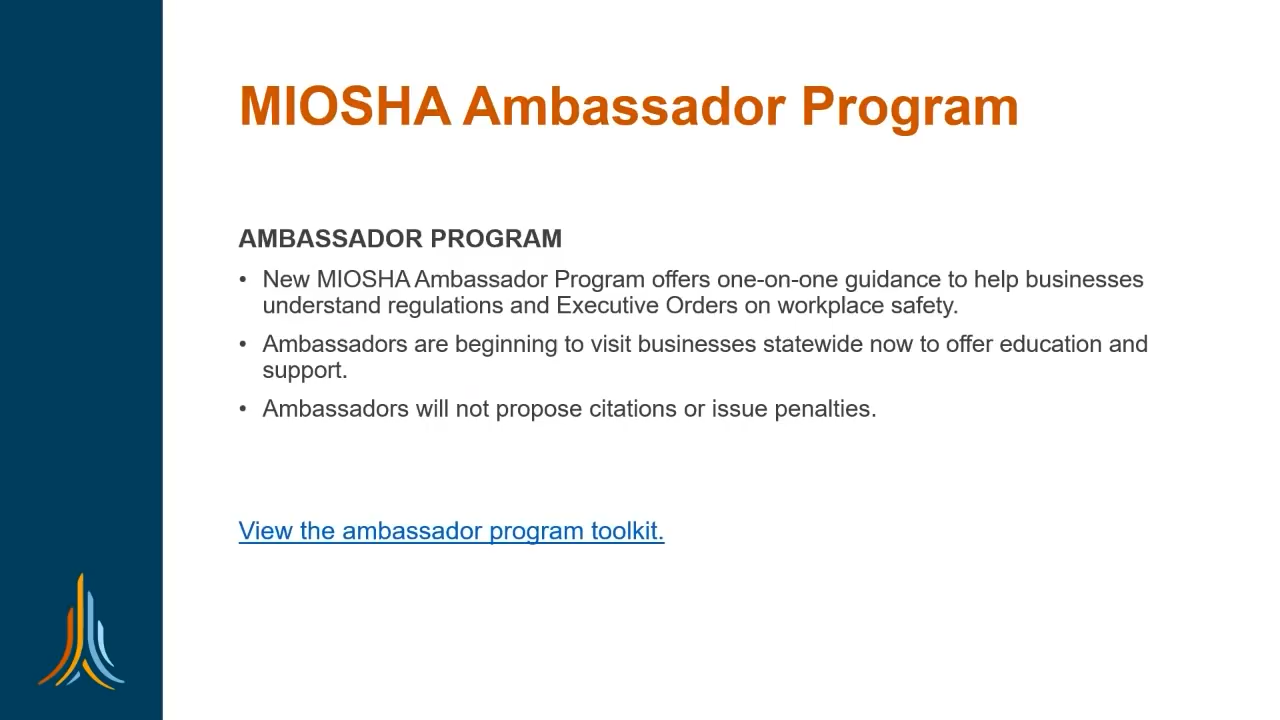 MIOSHA Ambassador Program
AMBASSADOR PROGRAM
• New MIOSHA Ambassador Program offers one-on-one guidance to help businesses
understand regulations and Executive Orders on workplace safety.
• Ambassadors are beginning to visit businesses statewide now to offer education and
support.
• Ambassadors will not propose citations or issue penalties.
View the ambassador program toolkit.